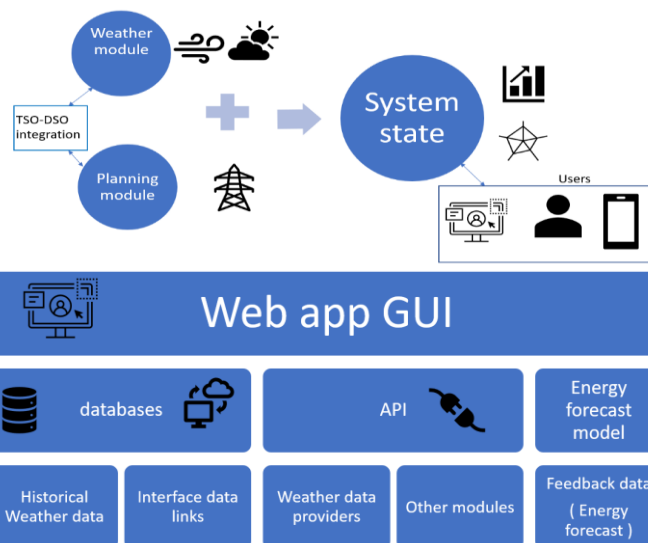 Weather
module
TSO-DSO
integration
Planning
module
System
state
Users
Web app GUI
databases
API
Energy
forecast
model
Historical
Weather data
Interface data
links
Weather data
providers
Other modules
Feedback data
( Energy
forecast )